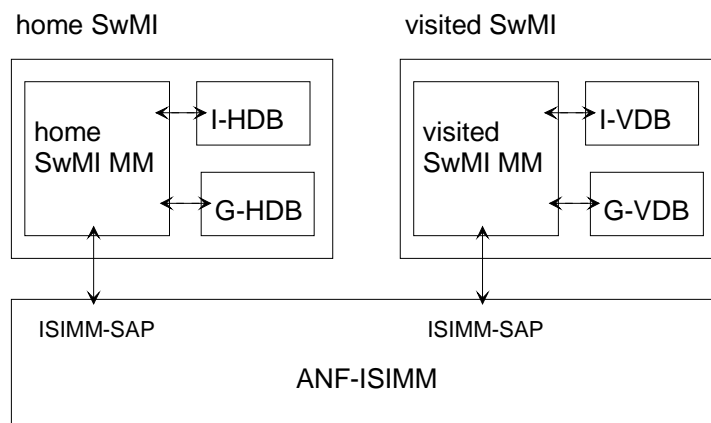 home SwMI
visited SwMI
home
SwMI MM
I-HDB
G-HDB
visited
SwMI MM
I-VDB
G-VDB
ISIMM-SAP
ISIMM-SAP
ANF-ISIMM